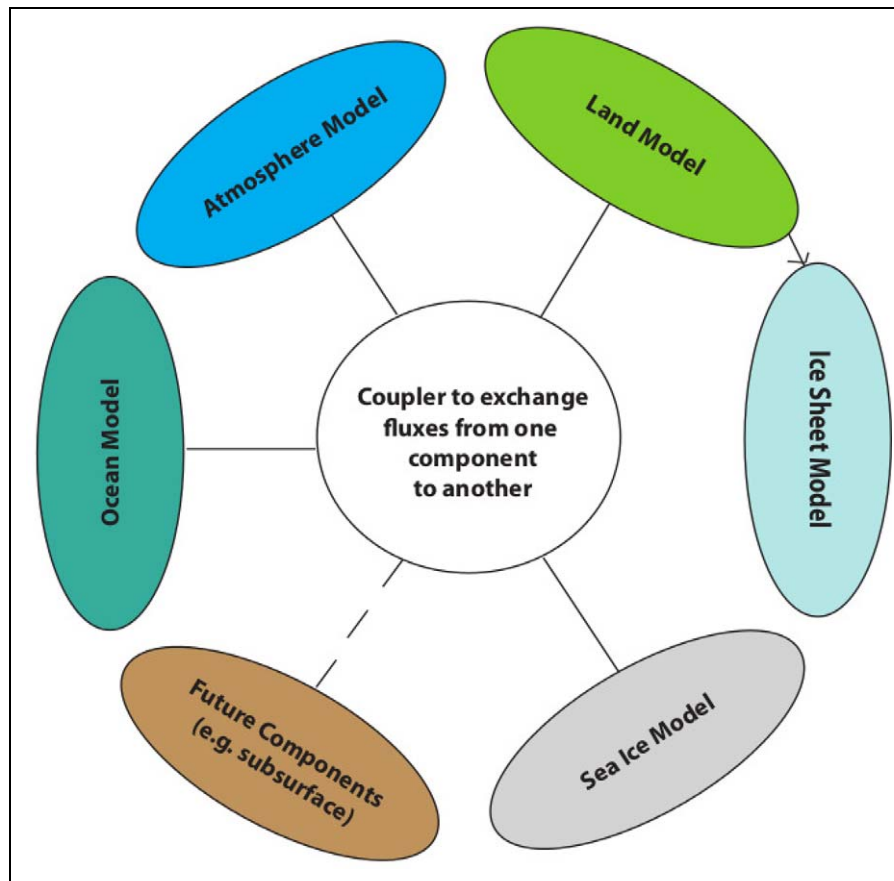 Atmosphere Model
Land Model
Ocean Model
Coupler to exchange
fluxes from one
component
to another
Ice Sheet Model
Future Components
(e.g. subsurface)
Sea Ice Model